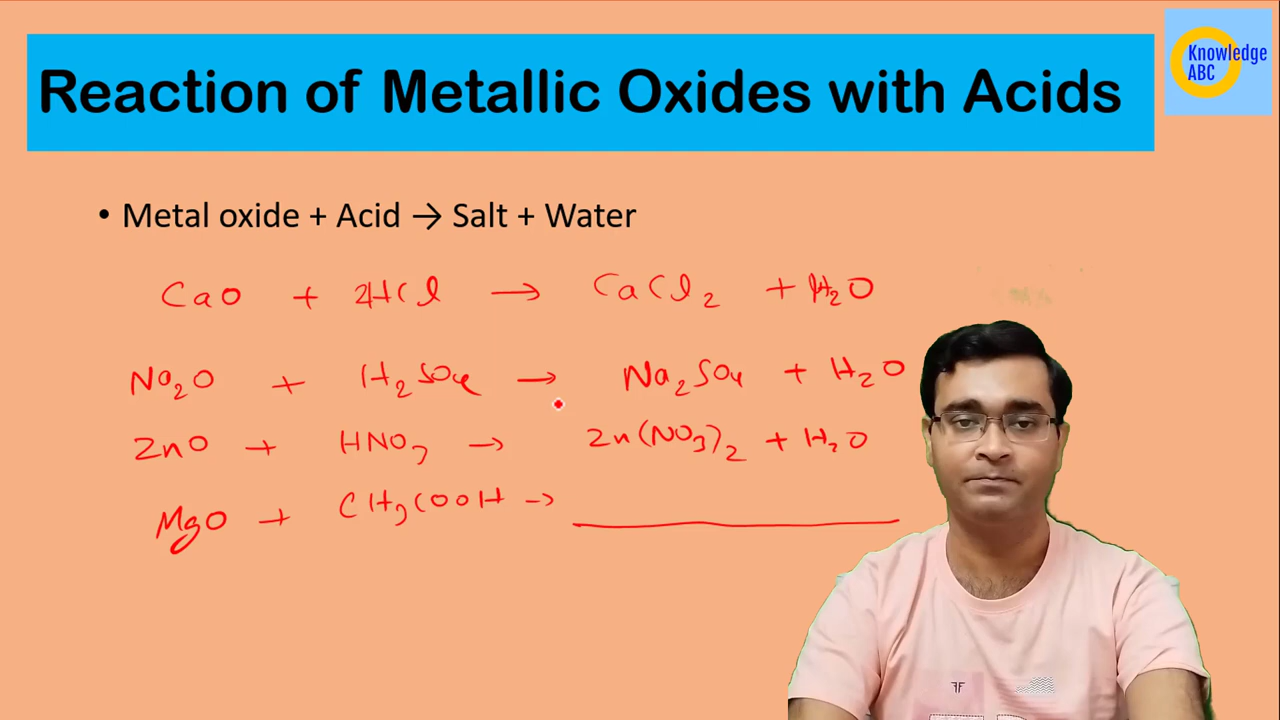 Reaction of Metallic Oxides with Acids
Knowledge
ABC
• Metal oxide + Acid → Salt + Water
CaO + 2HCl → CaCl₂ + H₂O
Na₂O + H₂SO₄ → Na₂SO₄ + H₂O
ZnO + HNO₃ → Zn(NO₃)₂ + H₂O
MgO + CH₃COOH →